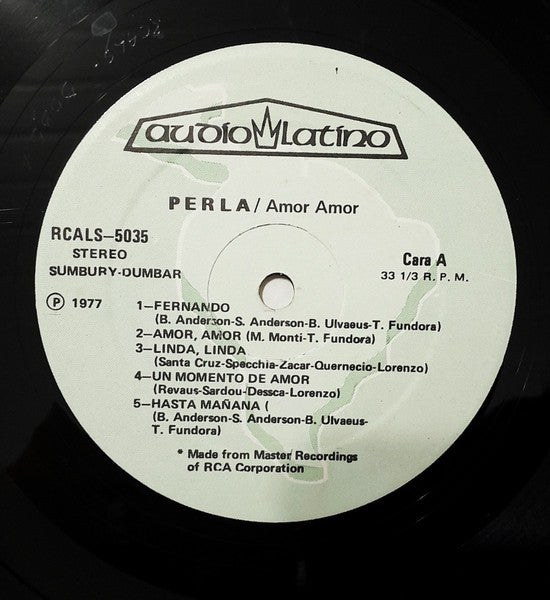 audio Latino
PERLA / Amor Amor
RCALS—5035
STEREO
SUMBURY-DUMBAR
Cara A
33 1/3 R. P. M.
Ⓟ 1977
1—FERNANDO
(B. Anderson-S. Anderson-B. Ulvaeus-T. Fundora)
2—AMOR, AMOR (M. Monti-T. Fundora)
3—LINDA, LINDA
(Santa Cruz-Specchia-Zacar-Quernecio-Lorenzo)
4—UN MOMENTO DE AMOR
(Revaus-Sardou-Dessca-Lorenzo)
5—HASTA MAÑANA (
(B. Anderson-S. Anderson-B. Ulvaeus-
T. Fundora)
* Made from Master Recordings
of RCA Corporation